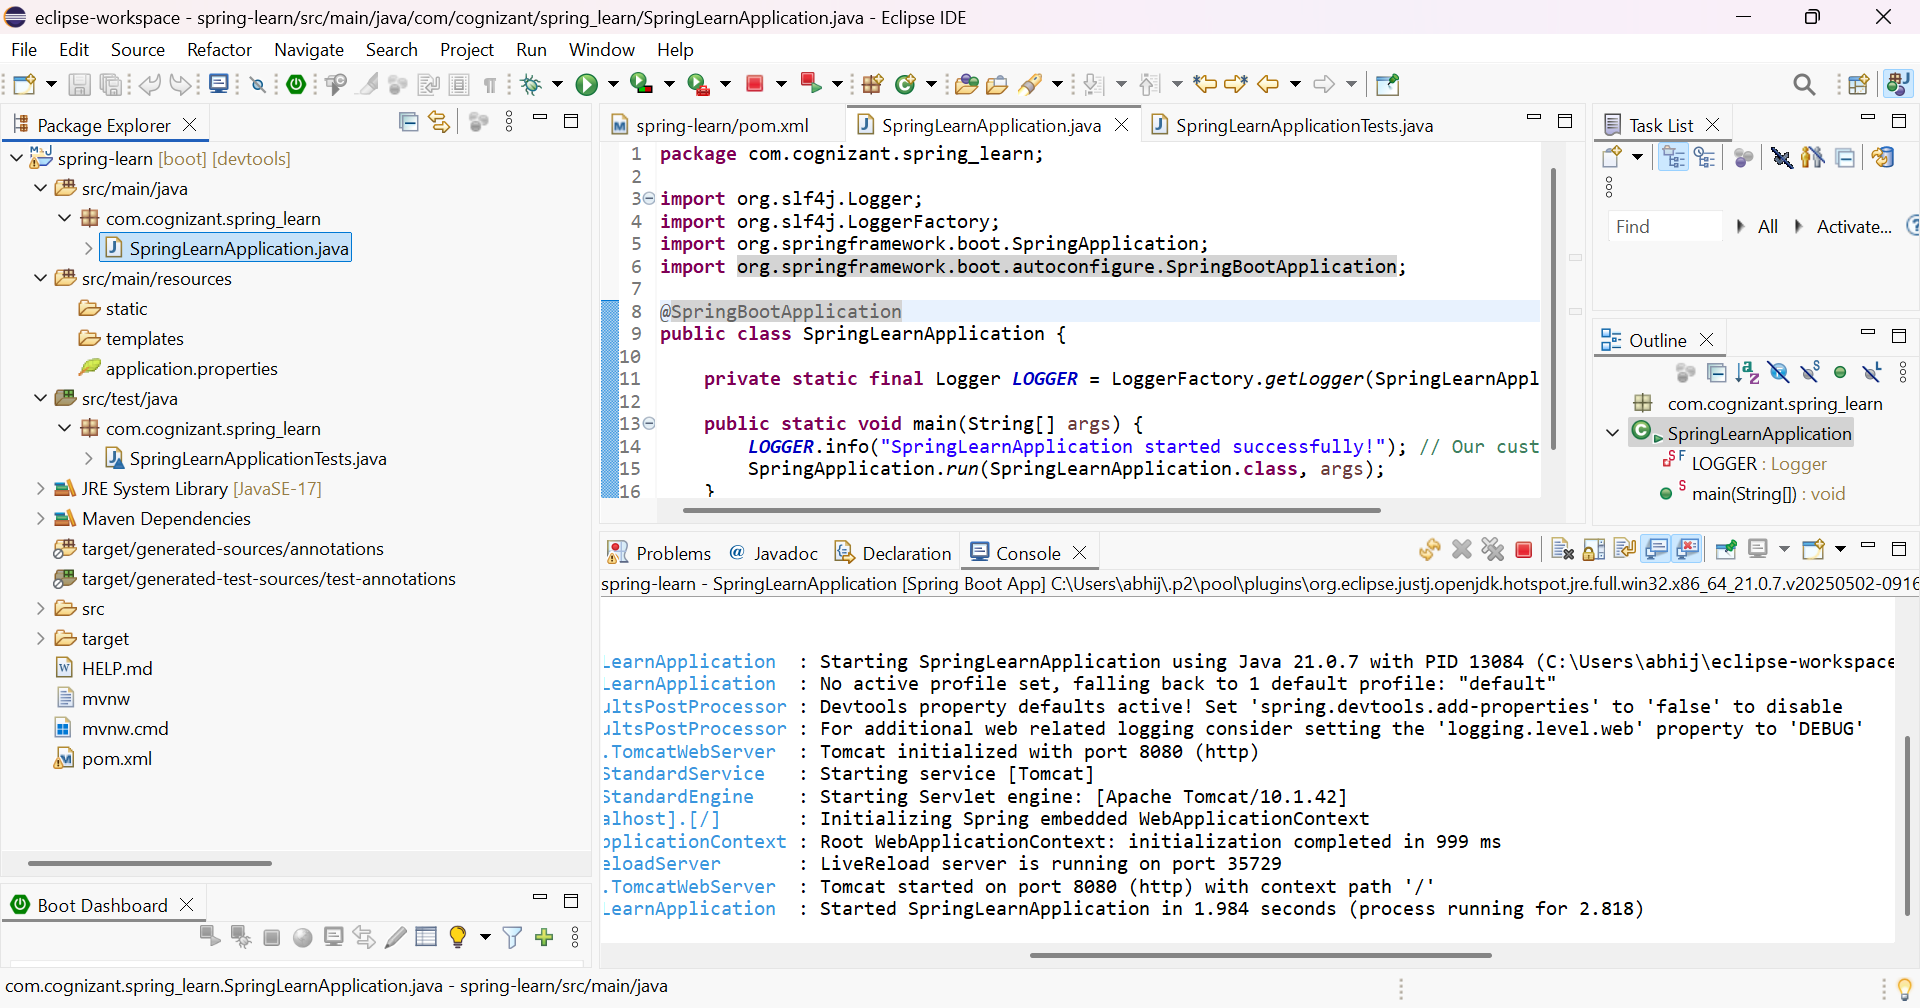 eclipse-workspace - spring-learn/src/main/java/com/cognizant/spring_learn/SpringLearnApplication.java - Eclipse IDE
File Edit Source Refactor Navigate Search Project Run Window Help
Package Explorer
spring-learn [boot] [devtools]
src/main/java
com.cognizant.spring_learn
SpringLearnApplication.java
src/main/resources
static
templates
application.properties
src/test/java
com.cognizant.spring_learn
SpringLearnApplicationTests.java
JRE System Library [JavaSE-17]
Maven Dependencies
target/generated-sources/annotations
target/generated-test-sources/test-annotations
src
target
HELP.md
mvnw
mvnw.cmd
pom.xml
Boot Dashboard
spring-learn/pom.xml SpringLearnApplication.java SpringLearnApplicationTests.java
1 package com.cognizant.spring_learn;
2
3 import org.slf4j.Logger;
4 import org.slf4j.LoggerFactory;
5 import org.springframework.boot.SpringApplication;
6 import org.springframework.boot.autoconfigure.SpringBootApplication;
7
8 @SpringBootApplication
9 public class SpringLearnApplication {
10
11 private static final Logger LOGGER = LoggerFactory.getLogger(SpringLearnAppl
12
13 public static void main(String[] args) {
14 LOGGER.info("SpringLearnApplication started successfully!"); // Our cust
15 SpringApplication.run(SpringLearnApplication.class, args);
16 }
Task List
Find All Activate...
Outline
com.cognizant.spring_learn
SpringLearnApplication
LOGGER : Logger
main(String[]) : void
Problems Javadoc Declaration Console
spring-learn - SpringLearnApplication [Spring Boot App] C:\Users\abhij\.p2\pool\plugins\org.eclipse.justj.openjdk.hotspot.jre.full.win32.x86_64_21.0.7.v20250502-0916
LearnApplication : Starting SpringLearnApplication using Java 21.0.7 with PID 13084 (C:\Users\abhij\eclipse-workspace
LearnApplication : No active profile set, falling back to 1 default profile: "default"
ultsPostProcessor : Devtools property defaults active! Set 'spring.devtools.add-properties' to 'false' to disable
ultsPostProcessor : For additional web related logging consider setting the 'logging.level.web' property to 'DEBUG'
.TomcatWebServer : Tomcat initialized with port 8080 (http)
StandardService : Starting service [Tomcat]
StandardEngine : Starting Servlet engine: [Apache Tomcat/10.1.42]
alhost].[/] : Initializing Spring embedded WebApplicationContext
pplicationContext : Root WebApplicationContext: initialization completed in 999 ms
eloadServer : LiveReload server is running on port 35729
.TomcatWebServer : Tomcat started on port 8080 (http) with context path '/'
LearnApplication : Started SpringLearnApplication in 1.984 seconds (process running for 2.818)
com.cognizant.spring_learn.SpringLearnApplication.java - spring-learn/src/main/java